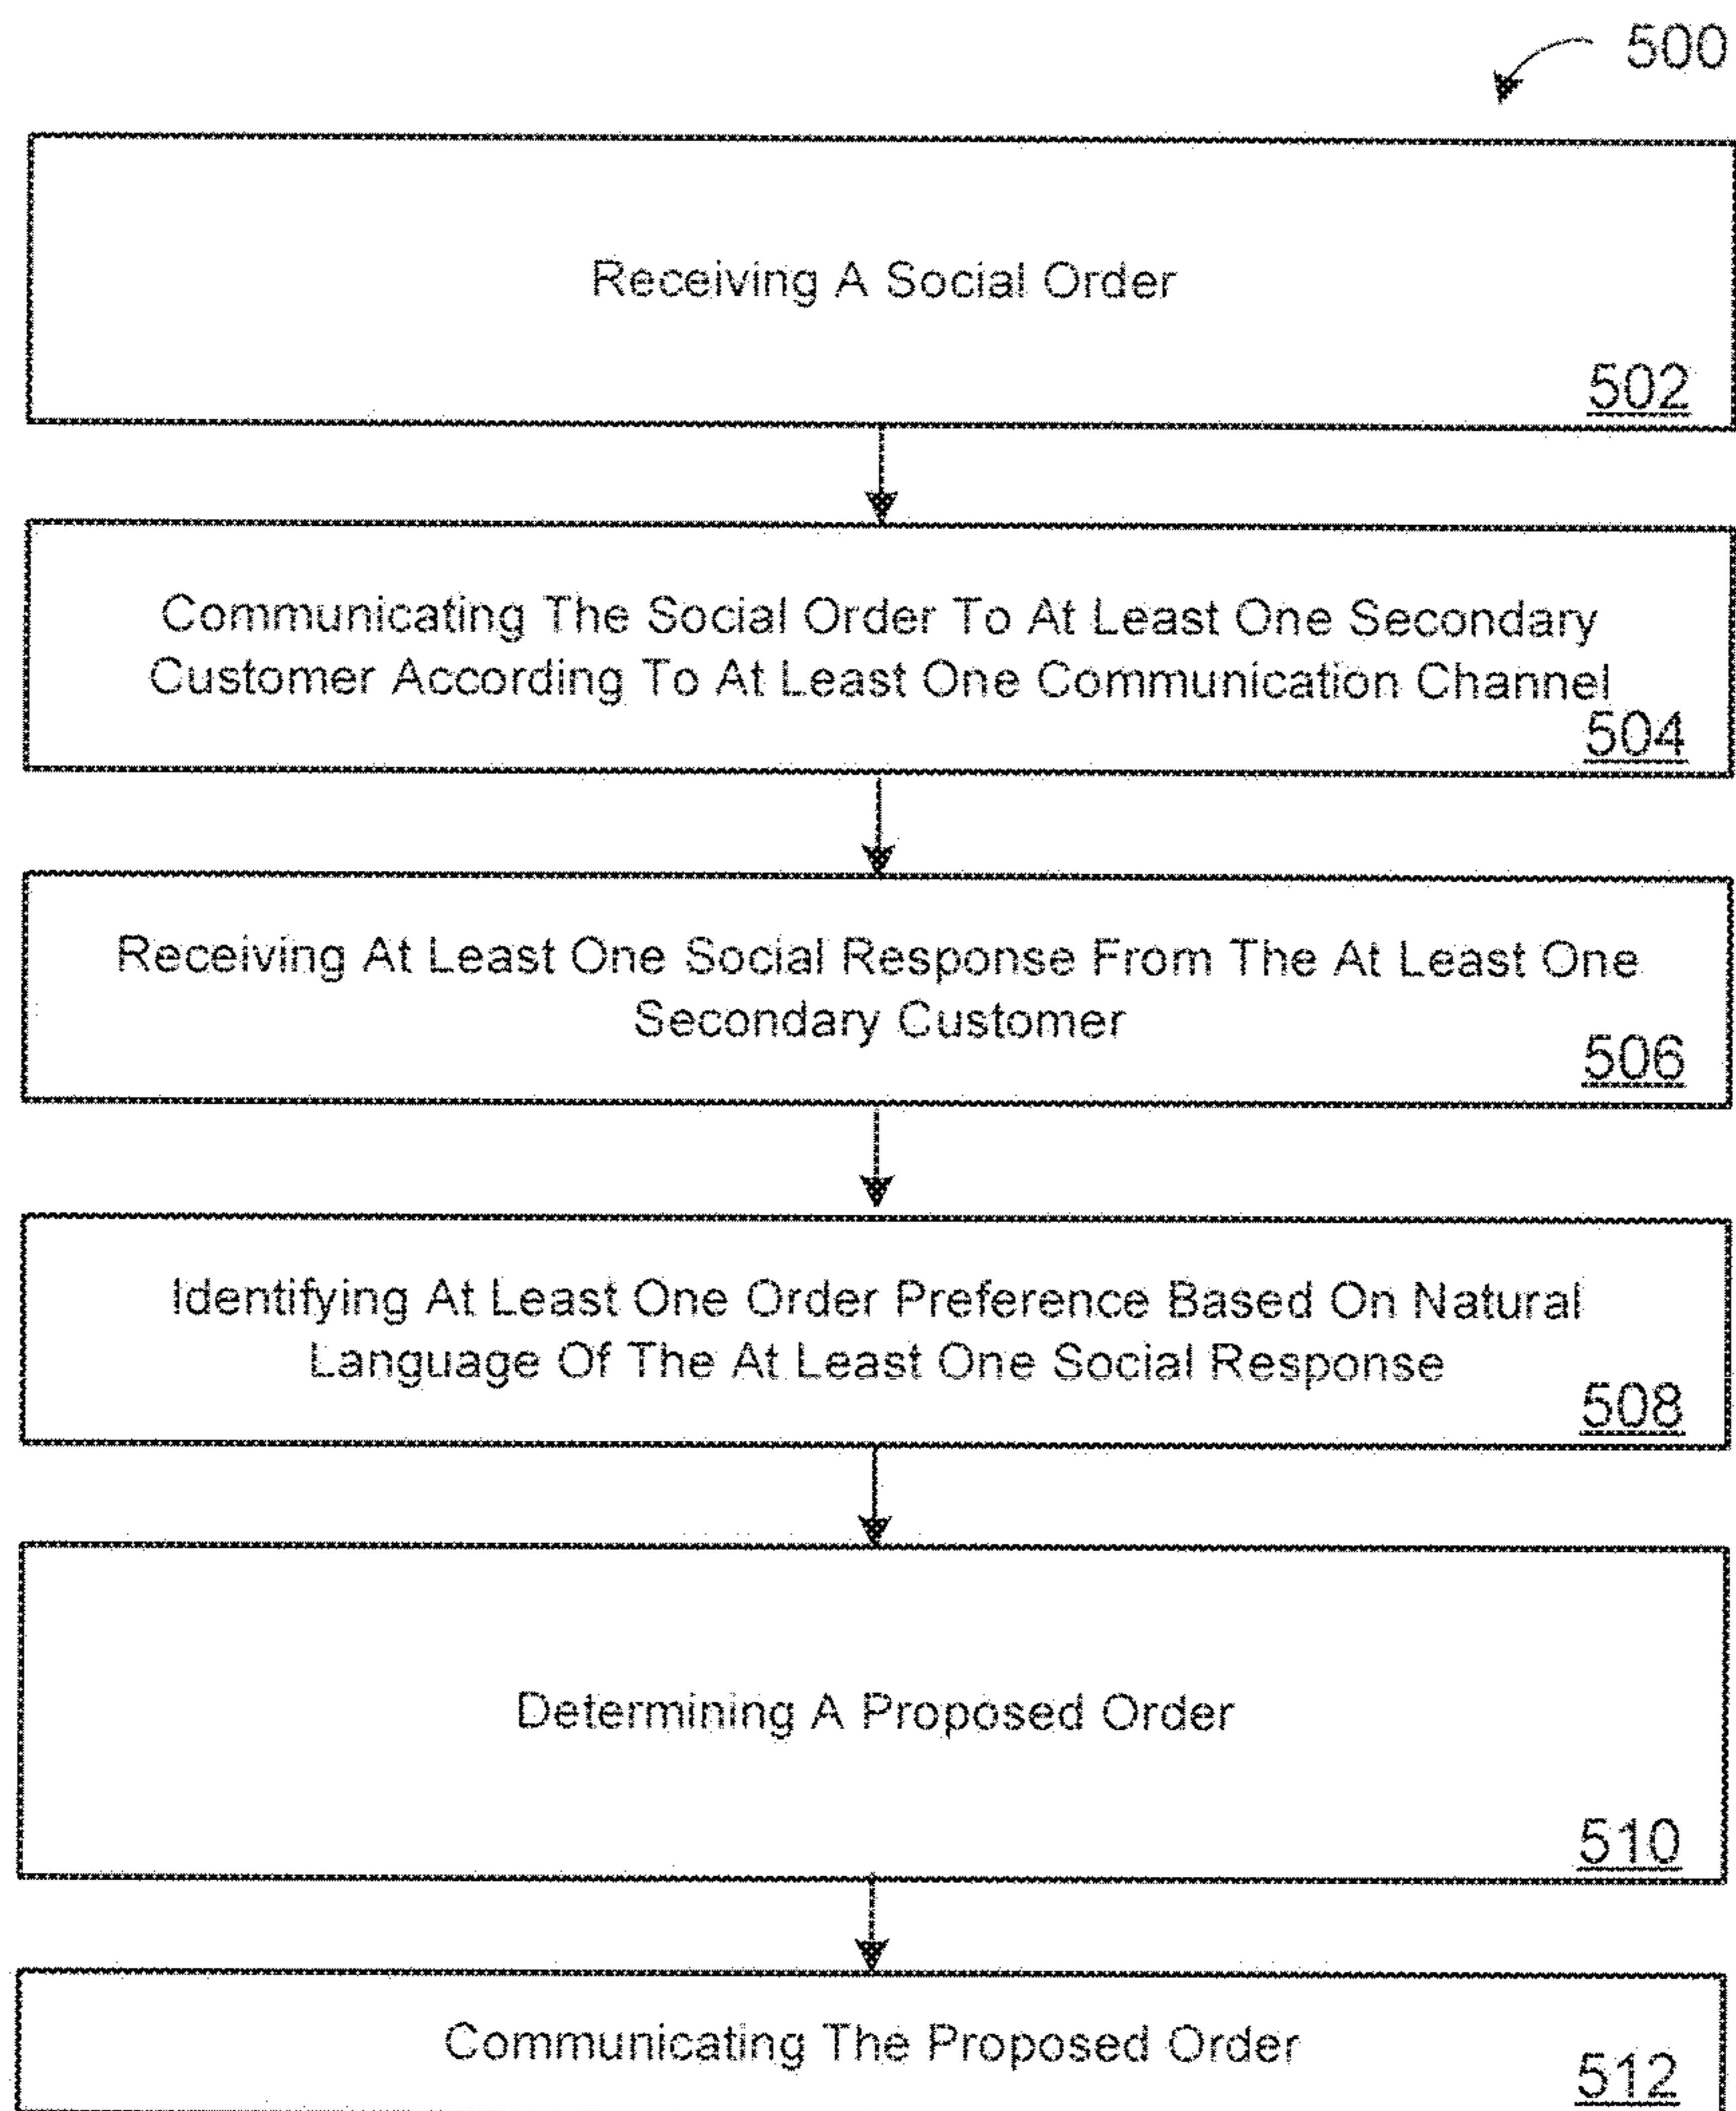 500
Receiving A Social Order
502
Communicating The Social Order To At Least One Secondary
Customer According To At Least One Communication Channel
504
Receiving At Least One Social Response From The At Least One
Secondary Customer
506
Identifying At Least One Order Preference Based On Natural
Language Of The At Least One Social Response
508
Determining A Proposed Order
510
Communicating The Proposed Order
512